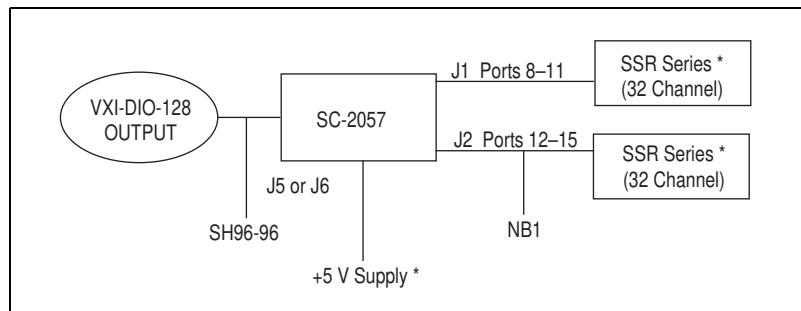 J1 Ports 8–11
SSR Series *
(32 Channel)
VXI-DIO-128
OUTPUT
SC-2057
J2 Ports 12–15
SSR Series *
(32 Channel)
J5 or J6
SH96-96
NB1
+5 V Supply *